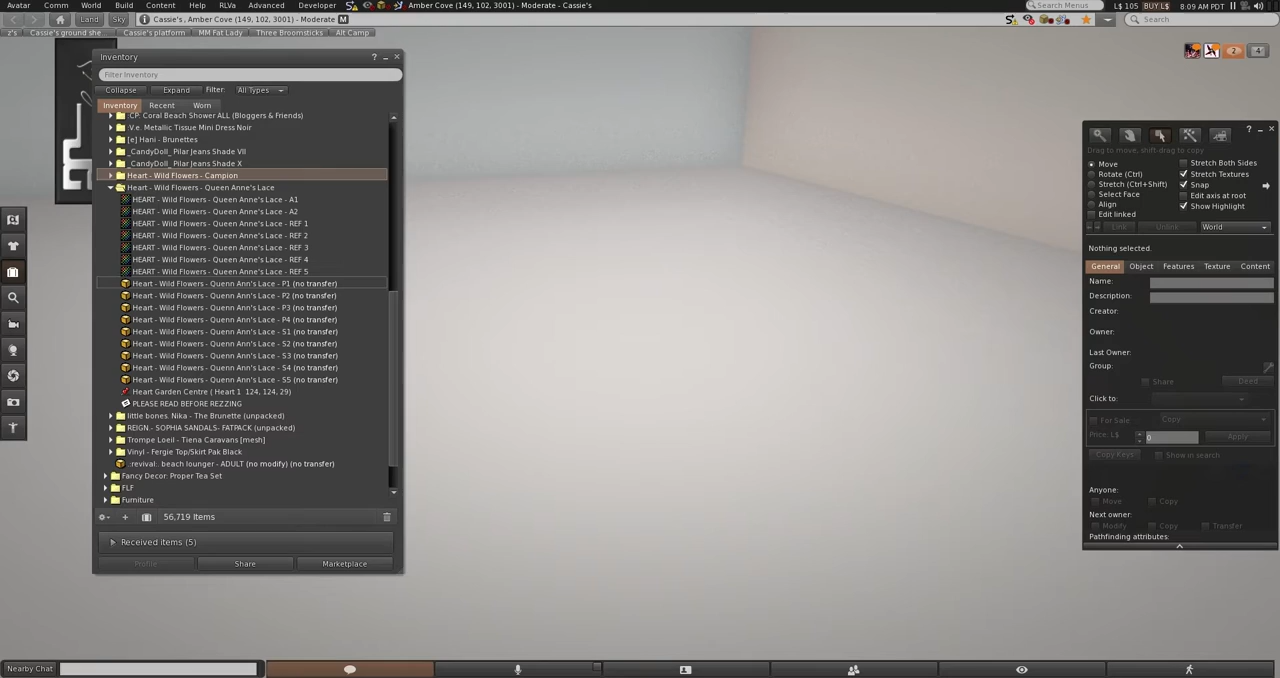 Avatar Comm World Build Content Help RLVa Advanced Developer Amber Cove (149, 102, 3001) - Moderate - Cassie's Search Menus L$ 105 BUY L$ 8:09 AM PDT
Land Sky Cassie's , Amber Cove (149, 102, 3001) - Moderate M Search
z's Cassie's ground she Cassie's platform MM Fat Lady Three Broomsticks Alt Camp
2 4
Inventory ? _ ×
Filter Inventory
Collapse Expand Filter: All Types
Inventory Recent Worn
:CP: Coral Beach Shower ALL (Bloggers & Friends)
:V.e. Metallic Tissue Mini Dress Noir
[e] Hani - Brunettes
_CandyDoll_ Pilar Jeans Shade VII
_CandyDoll_ Pilar Jeans Shade X
Heart - Wild Flowers - Campion
Heart - Wild Flowers - Queen Anne's Lace
HEART - Wild Flowers - Queen Anne's Lace - A1
HEART - Wild Flowers - Queen Anne's Lace - A2
HEART - Wild Flowers - Queen Anne's Lace - REF 1
HEART - Wild Flowers - Queen Anne's Lace - REF 2
HEART - Wild Flowers - Queen Anne's Lace - REF 3
HEART - Wild Flowers - Queen Anne's Lace - REF 4
HEART - Wild Flowers - Queen Anne's Lace - REF 5
Heart - Wild Flowers - Quenn Ann's Lace - P1 (no transfer)
Heart - Wild Flowers - Quenn Ann's Lace - P2 (no transfer)
Heart - Wild Flowers - Quenn Ann's Lace - P3 (no transfer)
Heart - Wild Flowers - Quenn Ann's Lace - P4 (no transfer)
Heart - Wild Flowers - Quenn Ann's Lace - S1 (no transfer)
Heart - Wild Flowers - Quenn Ann's Lace - S2 (no transfer)
Heart - Wild Flowers - Quenn Ann's Lace - S3 (no transfer)
Heart - Wild Flowers - Quenn Ann's Lace - S4 (no transfer)
Heart - Wild Flowers - Quenn Ann's Lace - S5 (no transfer)
Heart Garden Centre ( Heart 1 124, 124, 29)
PLEASE READ BEFORE REZZING
little bones. Nika - The Brunette (unpacked)
REIGN.- SOPHIA SANDALS- FATPACK (unpacked)
Trompe Loeil - Tiena Caravans [mesh]
Vinyl - Fergie Top/Skirt Pak Black
.:revival:. beach lounger - ADULT (no modify) (no transfer)
Fancy Decor: Proper Tea Set
FLF
Furniture
56,719 Items
Received items (5)
Profile Share Marketplace
? _ ×
Drag to move, shift-drag to copy
Move Stretch Both Sides
Rotate (Ctrl) Stretch Textures
Stretch (Ctrl+Shift) Snap
Select Face Edit axis at root
Align Show Highlight
Edit linked
Link Unlink World
Nothing selected.
General Object Features Texture Content
Name:
Description:
Creator:
Owner:
Last Owner:
Group:
Share Deed
Click to:
For Sale Copy
Price: L$ 0 Apply
Copy Keys Show in search
Anyone:
Move Copy
Next owner:
Modify Copy Transfer
Pathfinding attributes:
Nearby Chat